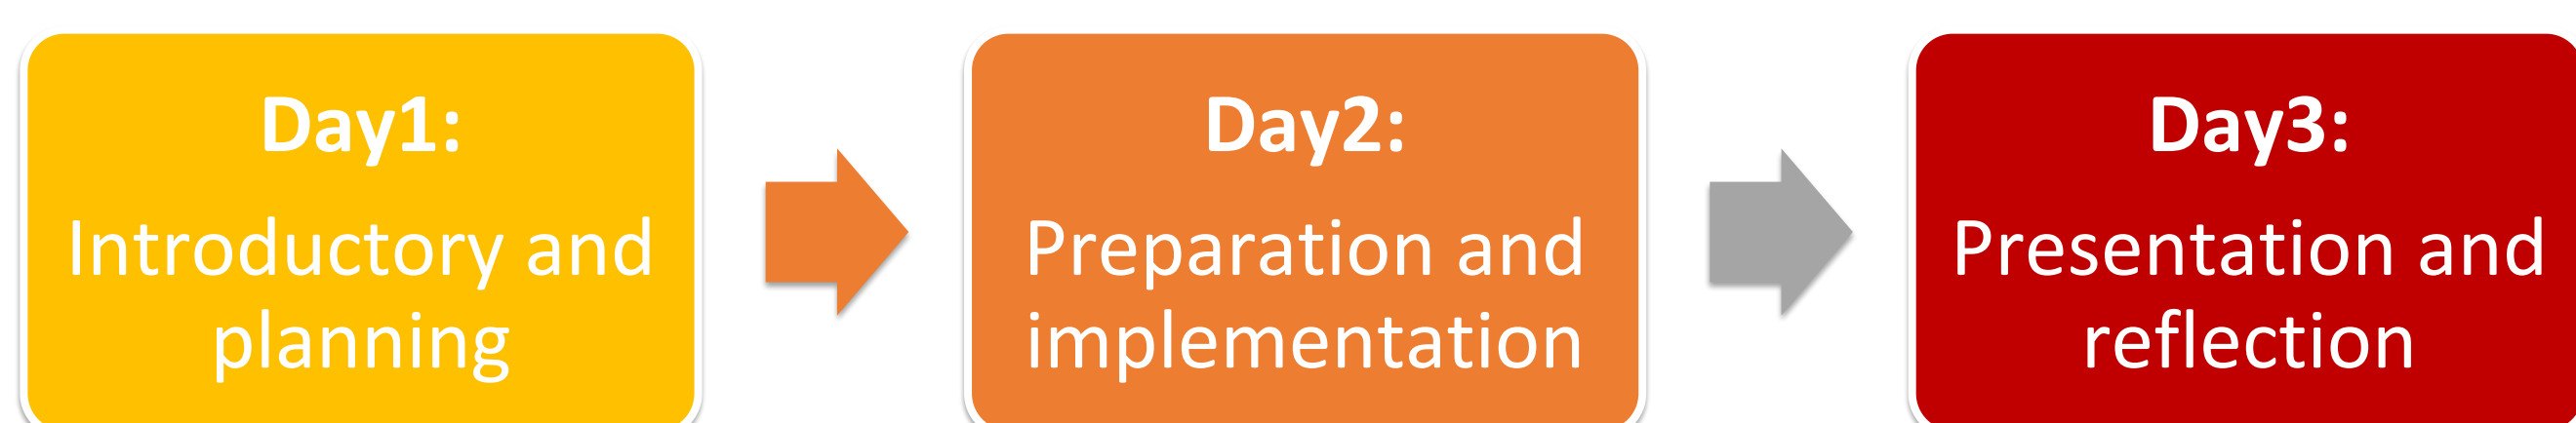 Day1:
Introductory and
planning
Day2:
Preparation and
implementation
Day3:
Presentation and
reflection